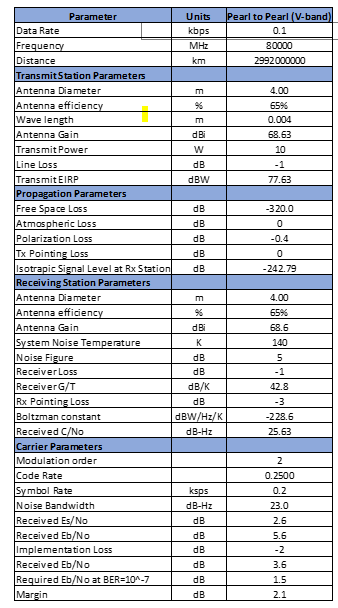 Parameter Units Pearl to Pearl (V-band)
Data Rate kbps 0.1
Frequency MHz 80000
Distance km 2992000000
Transmit Station Parameters
Antenna Diameter m 4.00
Antenna efficiency % 65%
Wave length m 0.004
Antenna Gain dBi 68.63
Transmit Power W 10
Line Loss dB -1
Transmit EIRP dBW 77.63
Propagation Parameters
Free Space Loss dB -320.0
Atmospheric Loss dB 0
Polarization Loss dB -0.4
Tx Pointing Loss dB 0
Isotrapic Signal Level at Rx Station dB -242.79
Receiving Station Parameters
Antenna Diameter m 4.00
Antenna efficiency % 65%
Antenna Gain dBi 68.6
System Noise Temperature K 140
Noise Figure dB 5
Receiver Loss dB -1
Receiver G/T dB/K 42.8
Rx Pointing Loss dB -3
Boltzman constant dBW/Hz/K -228.6
Received C/No dB-Hz 25.63
Carrier Parameters
Modulation order 2
Code Rate 0.2500
Symbol Rate ksps 0.2
Noise Bandwidth dB-Hz 23.0
Received Es/No dB 2.6
Received Eb/No dB 5.6
Implementation Loss dB -2
Received Eb/No dB 3.6
Required Eb/No at BER=10^-7 dB 1.5
Margin dB 2.1